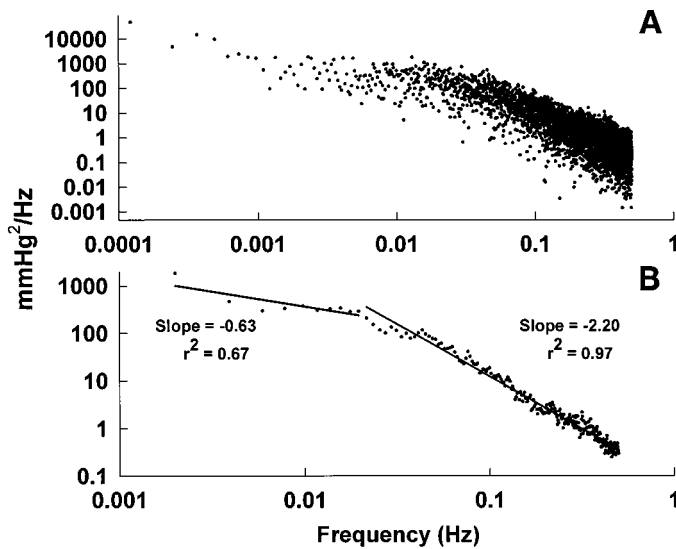 A
10000
1000
100
10
1
0.1
0.01
0.001
0.0001 0.001 0.01 0.1 1
mmHg²/Hz
B
1000
100
10
1
0.1
Slope = -0.63
r² = 0.67
Slope = -2.20
r² = 0.97
0.001 0.01 0.1 1
Frequency (Hz)